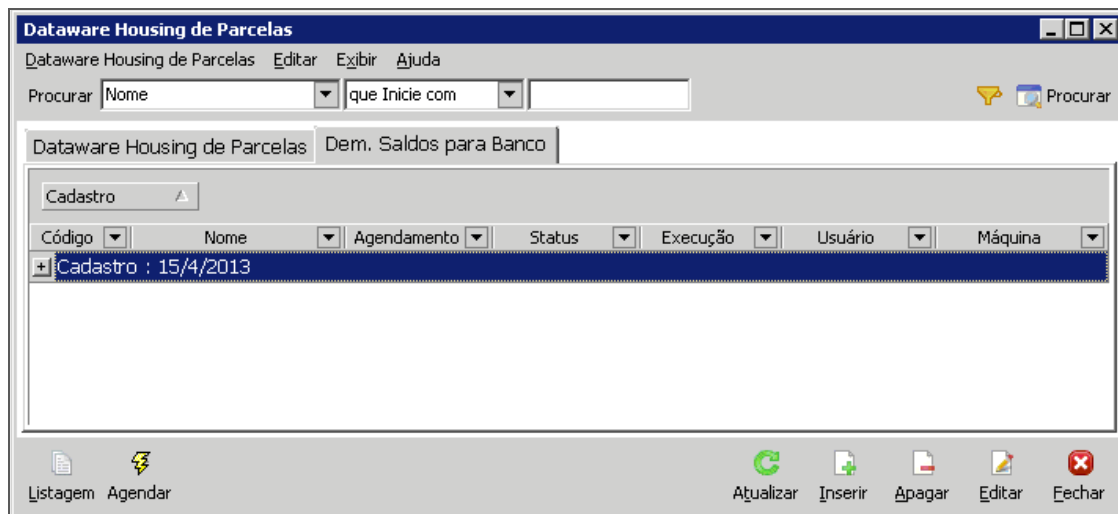 Dataware Housing de Parcelas
Dataware Housing de Parcelas Editar Exibir Ajuda
Procurar Nome que Inicie com Procurar
Dataware Housing de Parcelas Dem. Saldos para Banco
Cadastro
Código Nome Agendamento Status Execução Usuário Máquina
Cadastro : 15/4/2013
Listagem Agendar Atualizar Inserir Apagar Editar Fechar